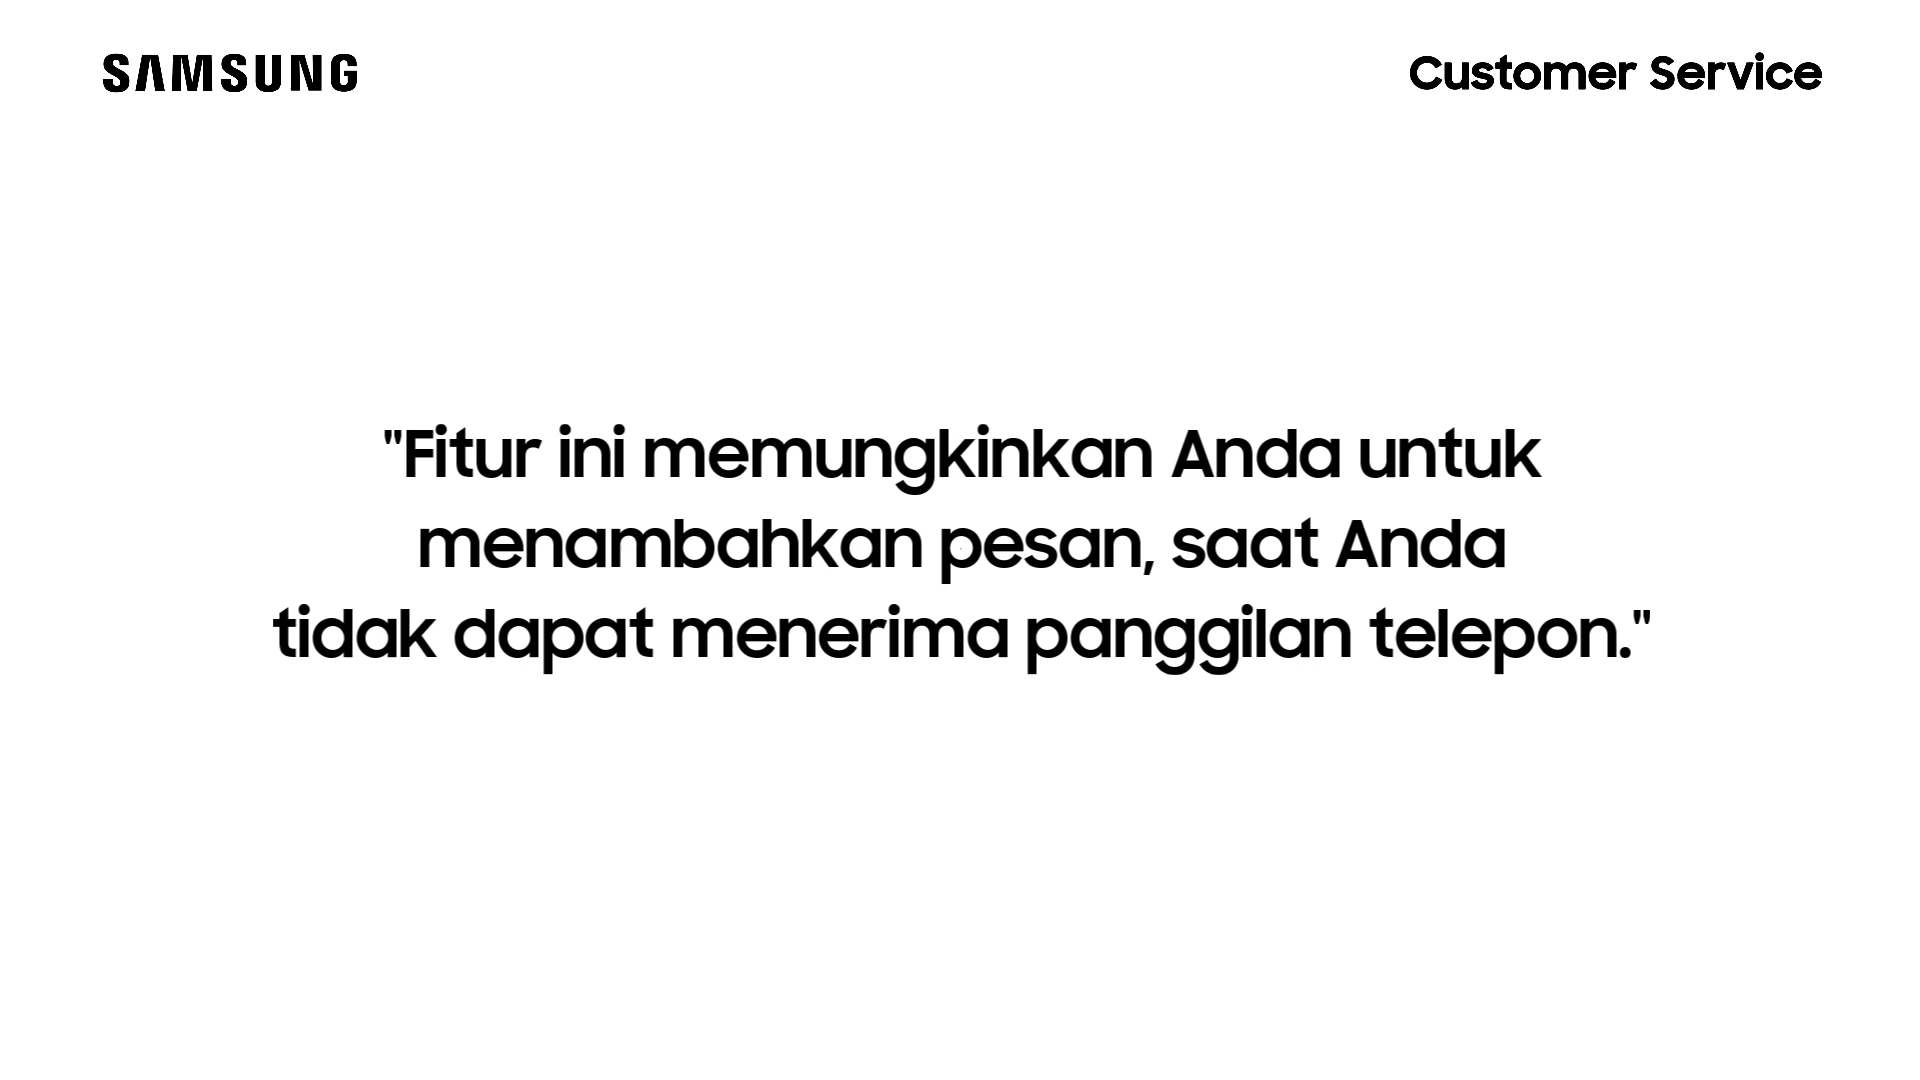 SAMSUNG
Customer Service
"Fitur ini memungkinkan Anda untuk
menambahkan pesan, saat Anda
tidak dapat menerima panggilan telepon."